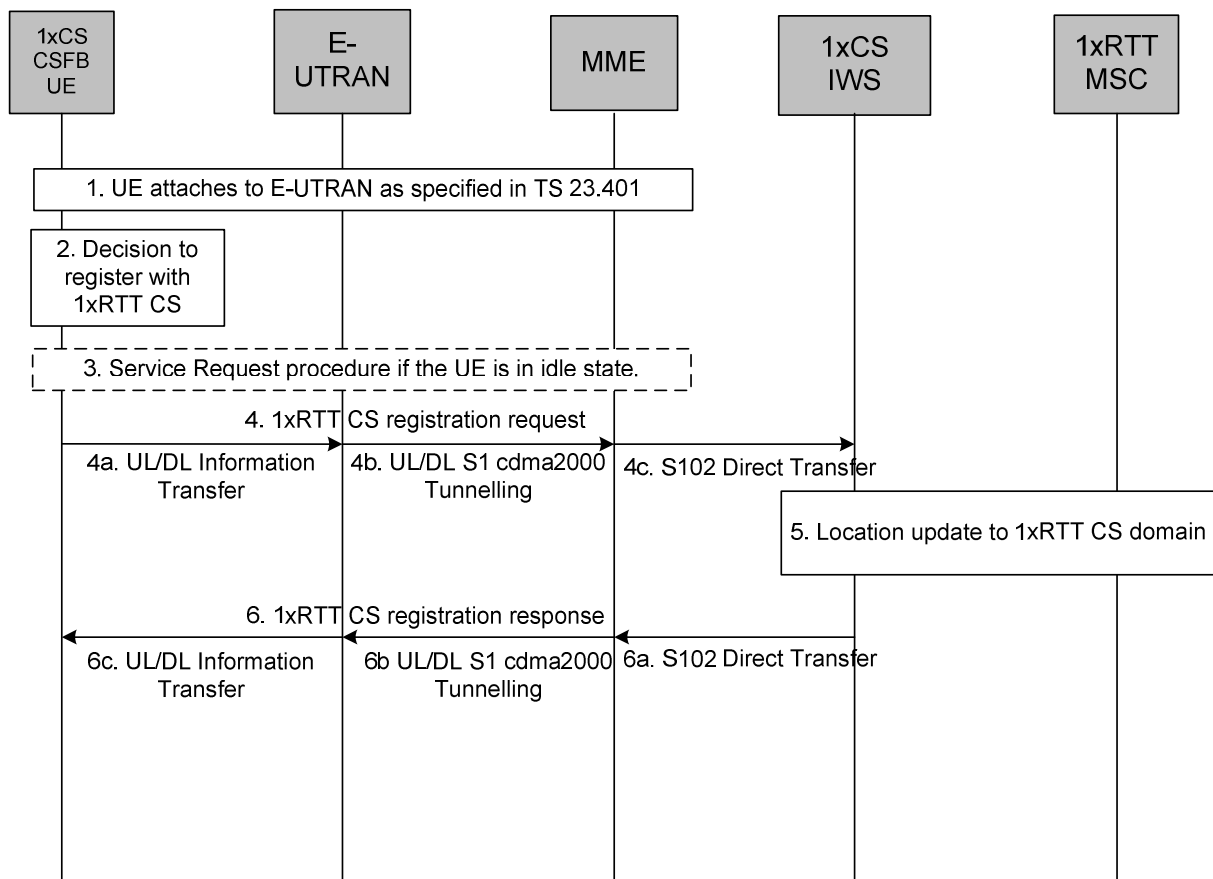 1xCS
CSFB
UE
E-
UTRAN
MME
1xCS
IWS
1xRTT
MSC
1. UE attaches to E-UTRAN as specified in TS 23.401
2. Decision to
register with
1xRTT CS
3. Service Request procedure if the UE is in idle state.
4. 1xRTT CS registration request
4a. UL/DL Information
Transfer
4b. UL/DL S1 cdma2000
Tunnelling
4c. S102 Direct Transfer
5. Location update to 1xRTT CS domain
6. 1xRTT CS registration response
6c. UL/DL Information
Transfer
6b UL/DL S1 cdma2000
Tunnelling
6a. S102 Direct Transfer